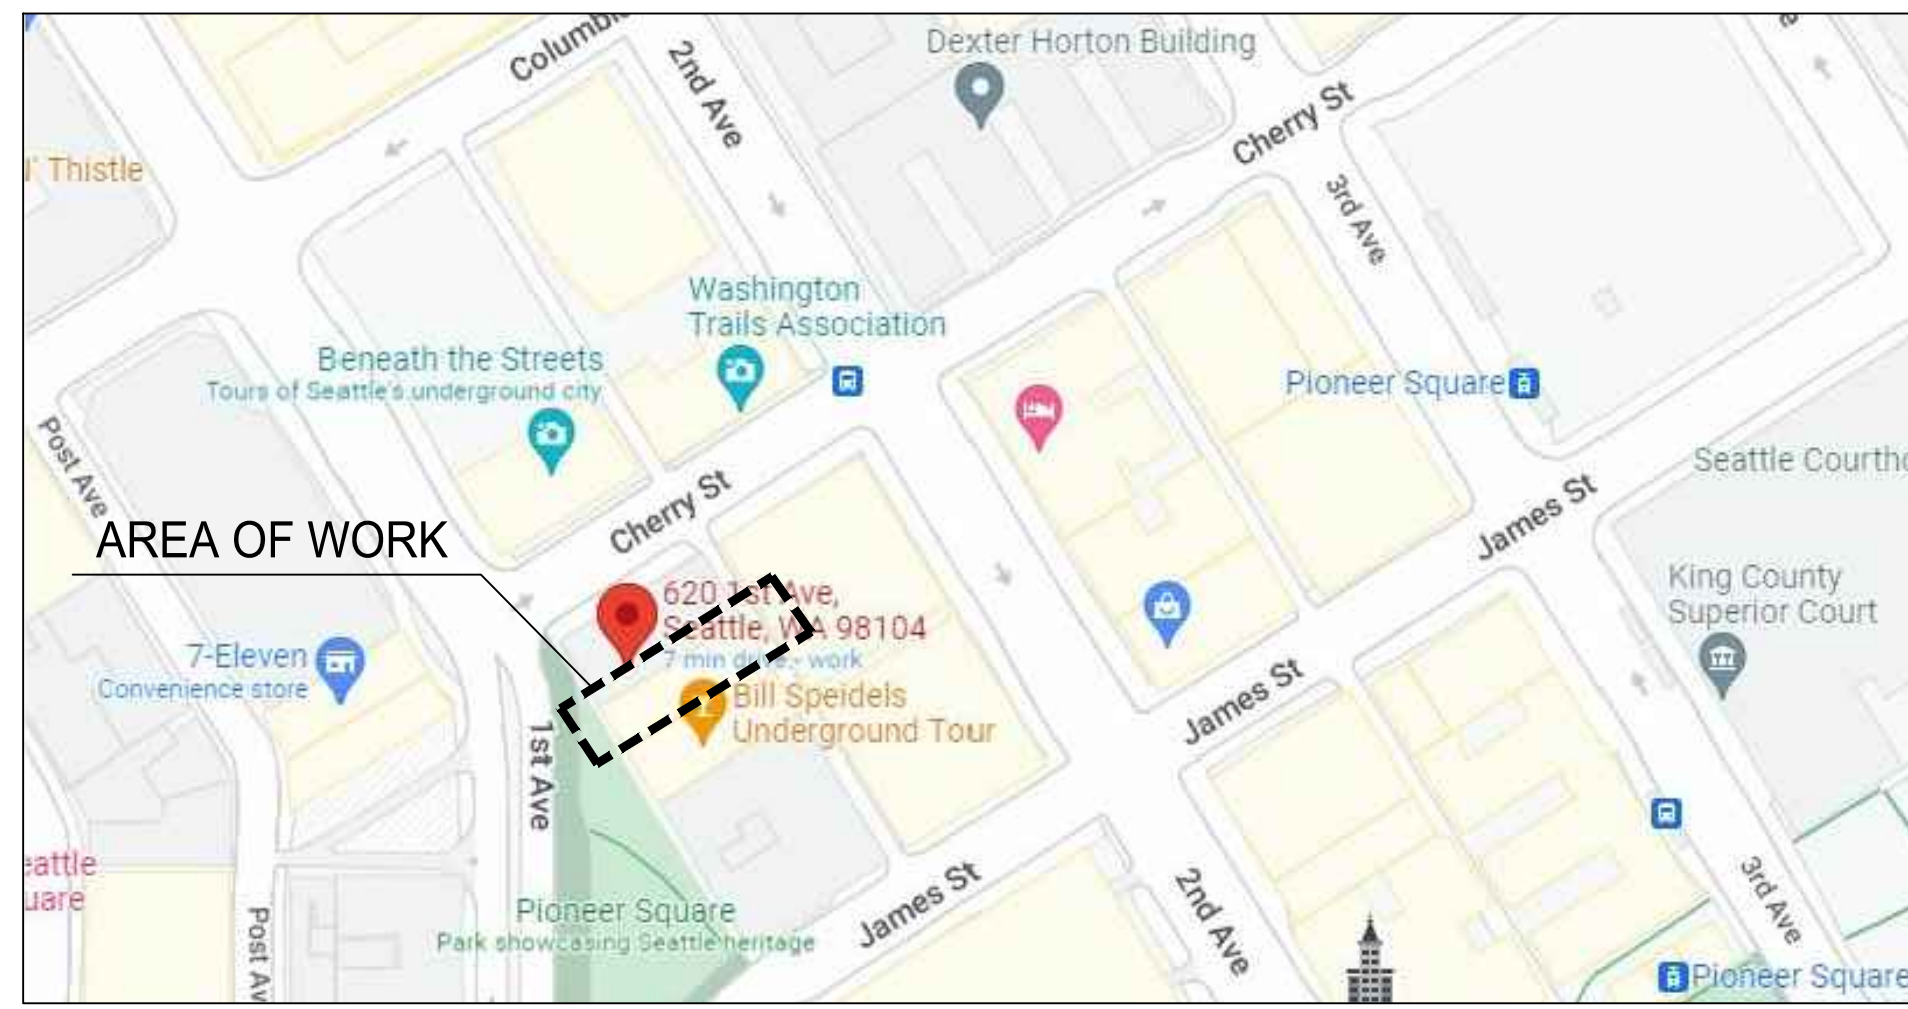 Columb
2nd Ave
Dexter Horton Building
Cherry St
Thistle
3rd Ave
Washington
Trails Association
Beneath the Streets
Tours of Seattle's underground city
Pioneer Square
Post Ave
Cherry St
AREA OF WORK
James St
Seattle Courtho
620 1st Ave,
Seattle, WA 98104
7 min drive - work
King County
Superior Court
7-Eleven
Convenience store
Bill Speidels
Underground Tour
James St
1st Ave
eattle
uare
Pioneer Square
Park showcasing Seattle heritage
James St
2nd Ave
3rd Ave
Post Av
Pioneer Square